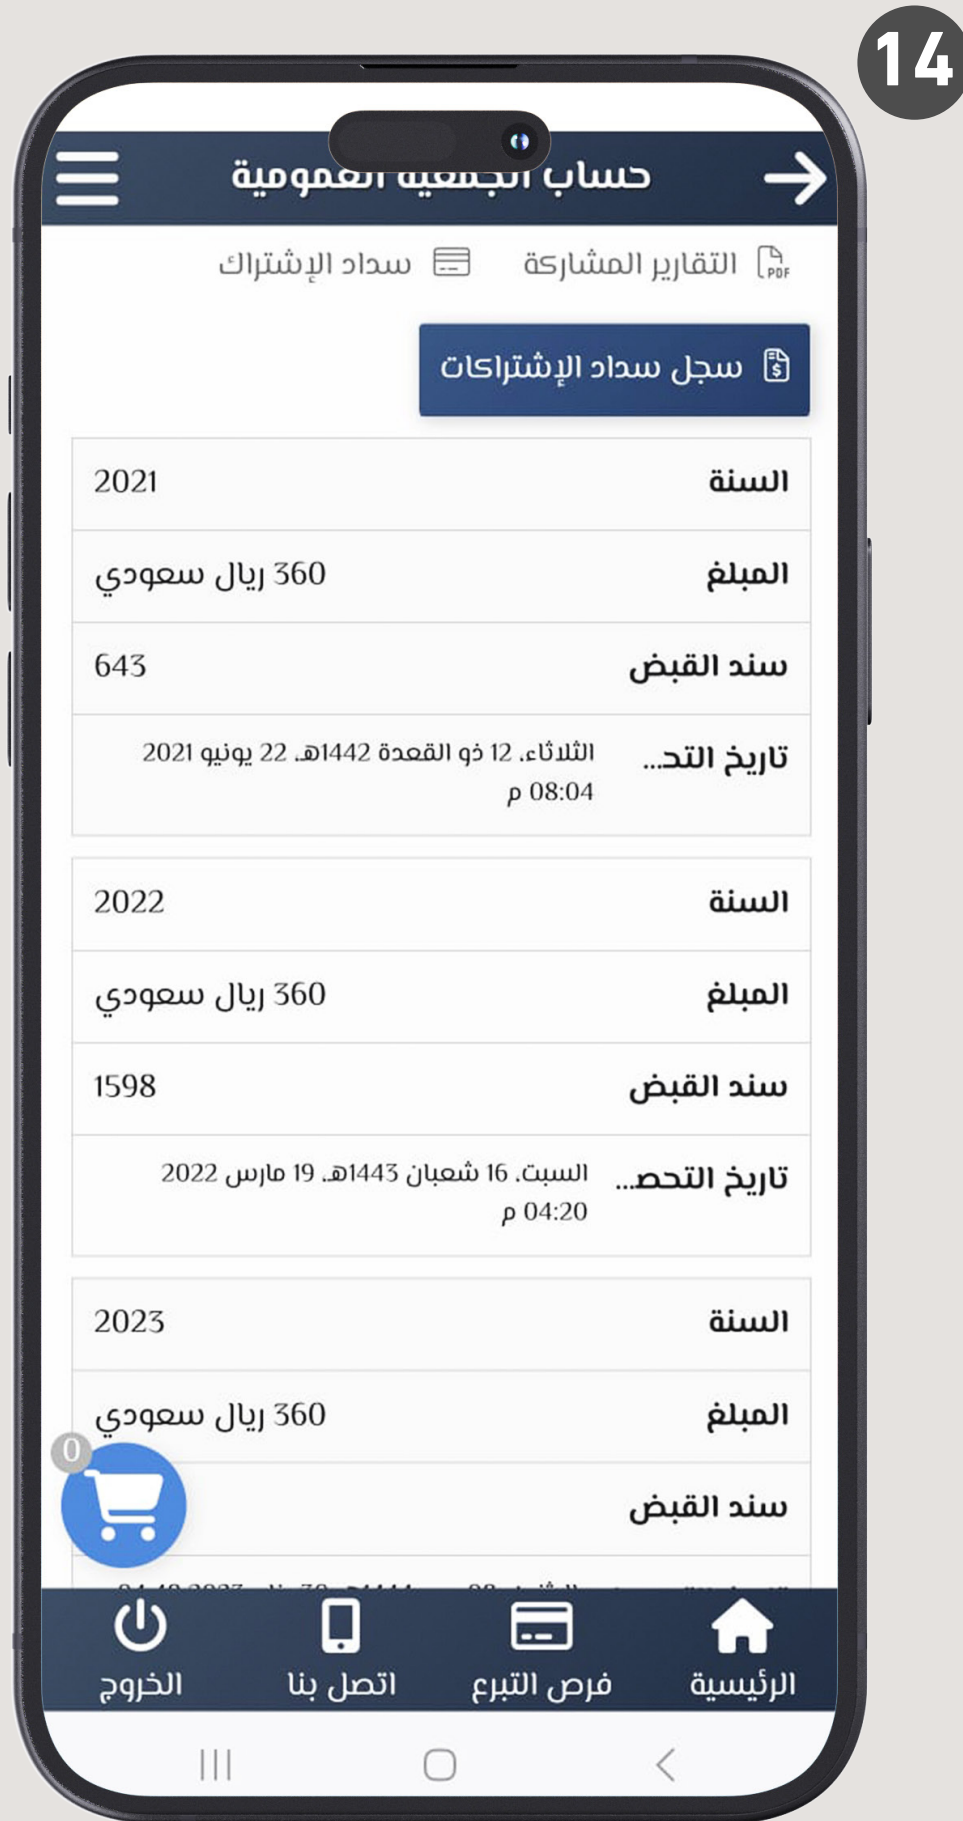 14
حساب الجمعية العمومية
التقارير المشاركة
PDF
سداد الإشتراك
سجل سداد الإشتراكات
السنة 2021
المبلغ 360 ريال سعودي
سند القبض 643
تاريخ التحـ... الثلاثاء، 12 ذو القعدة 1442هـ، 22 يونيو 2021
08:04 م
السنة 2022
المبلغ 360 ريال سعودي
سند القبض 1598
تاريخ التحصـ... السبت، 16 شعبان 1443هـ، 19 مارس 2022
04:20 م
السنة 2023
المبلغ 360 ريال سعودي
0
سند القبض
الرئيسية
فرص التبرع
اتصل بنا
الخروج